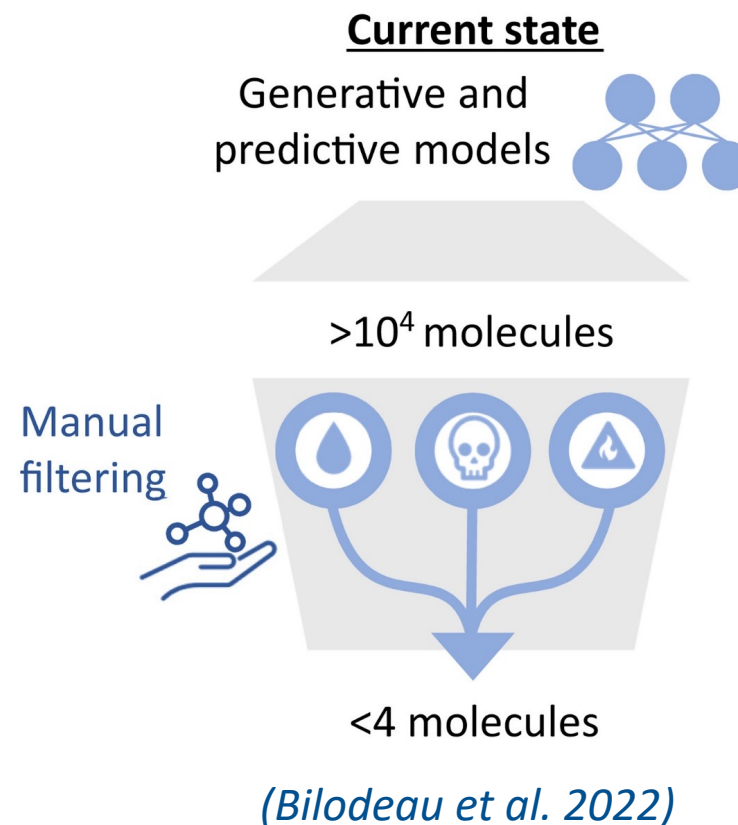 Current state
Generative and
predictive models
>10⁴ molecules
Manual
filtering
<4 molecules
(Bilodeau et al. 2022)